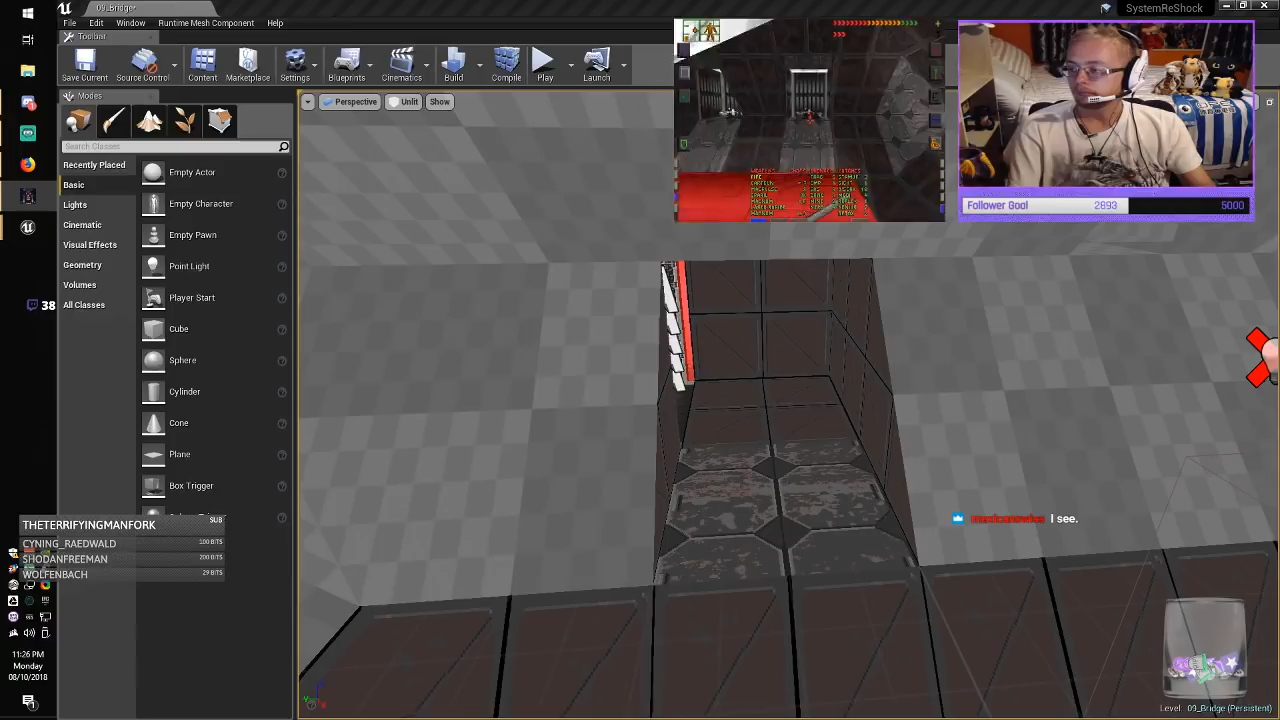 09_Bridge*
SystemReShock
File Edit Window Runtime Mesh Component Help
Toolbar
Save Current Source Control Content Marketplace Settings Blueprints Cinematics Build Compile Play Launch
Modes
Perspective Unlit Show
Search Classes
Recently Placed
Basic
Lights
Cinematic
Visual Effects
Geometry
Volumes
All Classes
Empty Actor
Empty Character
Empty Pawn
Point Light
Player Start
Cube
Sphere
Cylinder
Cone
Plane
Box Trigger
38
Follower Goal 2893 5000
I see.
THETERRIFYINGMANFORK SUB
CYNING_RAEDWALD 100 BITS
SHODANFREEMAN 200 BITS
WOLFENBACH 29 BITS
11:26 PM
Monday
08/10/2018
Level: 09_Bridge (Persistent)